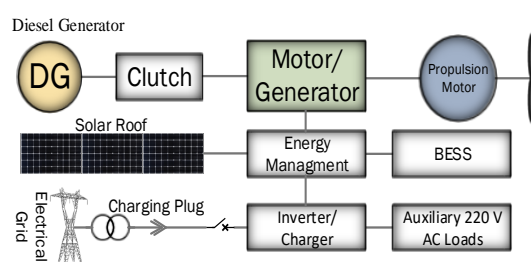 Diesel Generator
DG
Clutch
Motor/
Generator
Propulsion
Motor
Solar Roof
Energy
Managment
BESS
Electrical
Grid
Charging Plug
Inverter/
Charger
Auxiliary 220 V
AC Loads